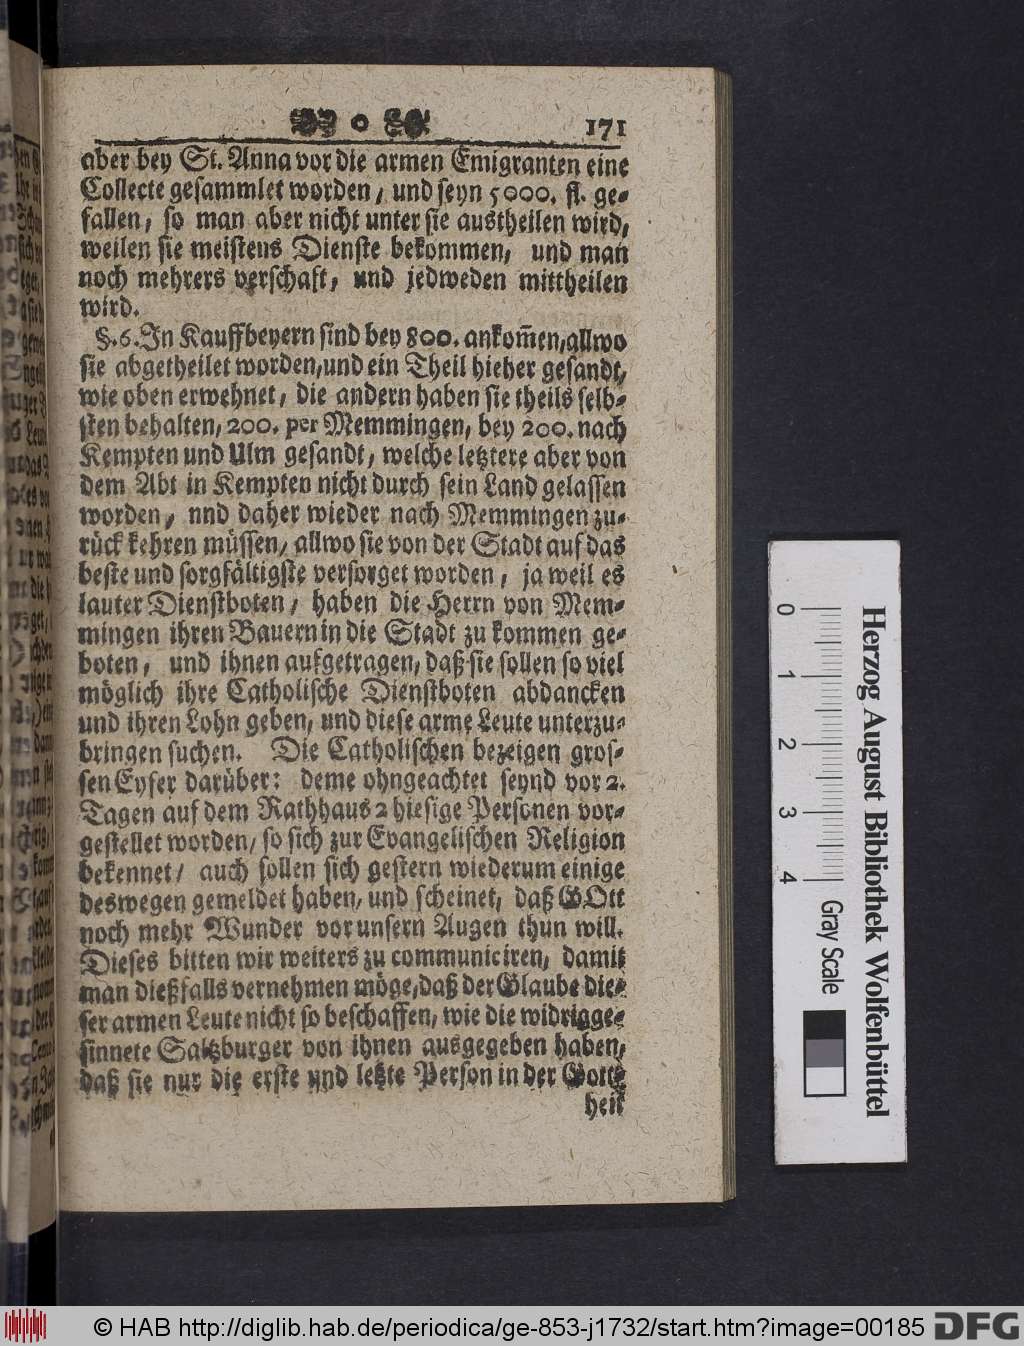 171
aber bey St. Anna vor die armen Emigranten eine
Collecte gesammlet worden, und seyn 5000. fl. ge-
fallen, so man aber nicht unter sie austheilen wird,
weilen sie meistens Dienste bekommen, und man
noch mehrers verschaft, und jedweden mittheilen
wird.
§. 6. In Kauffbeyern sind bey 800. ankom̅en, allwo
sie abgetheilet worden, und ein Theil hieher gesandt,
wie oben erwehnet, die andern haben sie theils selb-
sten behalten, 200. per Memmingen, bey 200. nach
Kempten und Ulm gesandt, welche letztere aber von
dem Abt in Kempten nicht durch sein Land gelassen
worden, nnd daher wieder nach Memmingen zu-
rück kehren müssen, allwo sie von der Stadt auf das
beste und sorgfältigste versorget worden, ja weil es
lauter Dienstboten, haben die Herrn von Mem-
mingen ihren Bauern in die Stadt zu kommen ge-
boten, und ihnen aufgetragen, daß sie sollen so viel
möglich ihre Catholische Dienstboten abdancken
und ihren Lohn geben, und diese arme Leute unterzu-
bringen suchen. Die Catholischen bezeigen gros-
sen Eyfer darüber: deme ohngeachtet seynd vor 2.
Tagen auf dem Rathhaus 2 hiesige Personen vor-
gestellet worden, so sich zur Evangelischen Religion
bekennet, auch sollen sich gestern wiederum einige
deswegen gemeldet haben, und scheinet, daß GOtt
noch mehr Wunder vor unsern Augen thun will.
Dieses bitten wir weiters zu communiciren, damit
man dießfalls vernehmen möge, daß der Glaube die-
ser armen Leute nicht so beschaffen, wie die widrigge-
sinnete Saltzburger von ihnen ausgegeben haben,
daß sie nur die erste und letzte Person in der Gott-
heit
0 1 2 3 4
Gray Scale
Herzog August Bibliothek Wolfenbüttel
© HAB http://diglib.hab.de/periodica/ge-853-j1732/start.htm?image=00185
DFG